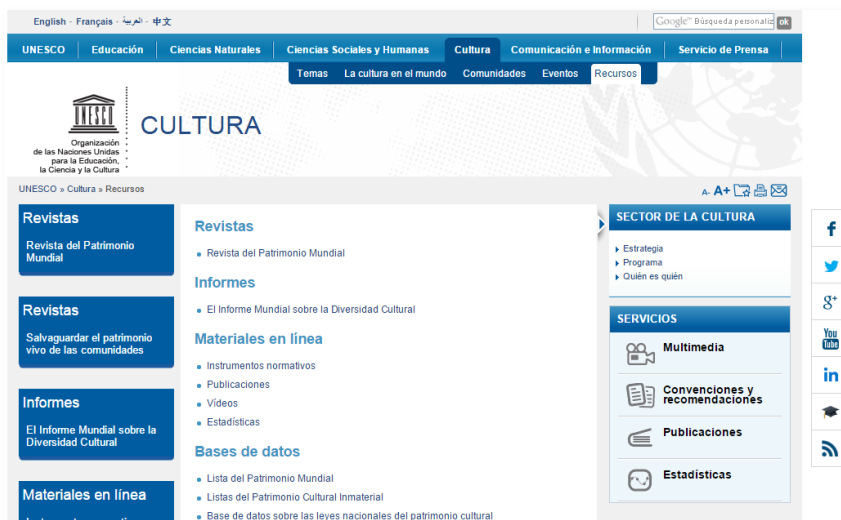 English - Français - العربية - 中文
Google™ Búsqueda personaliz ok
UNESCO Educación Ciencias Naturales Ciencias Sociales y Humanas Cultura Comunicación e Información Servicio de Prensa
Temas La cultura en el mundo Comunidades Eventos Recursos
UNESCO
Organización
de las Naciones Unidas
para la Educación,
la Ciencia y la Cultura
CULTURA
UNESCO » Cultura » Recursos
A- A+
Revistas
Revista del Patrimonio
Mundial
Revistas
Salvaguardar el patrimonio
vivo de las comunidades
Informes
El Informe Mundial sobre la
Diversidad Cultural
Materiales en línea
Revistas
Revista del Patrimonio Mundial
Informes
El Informe Mundial sobre la Diversidad Cultural
Materiales en línea
Instrumentos normativos
Publicaciones
Vídeos
Estadísticas
Bases de datos
Lista del Patrimonio Mundial
Listas del Patrimonio Cultural Inmaterial
Base de datos sobre las leyes nacionales del patrimonio cultural
SECTOR DE LA CULTURA
Estrategia
Programa
Quién es quién
SERVICIOS
Multimedia
Convenciones y
recomendaciones
Publicaciones
Estadísticas
f
g+
You
Tube
in